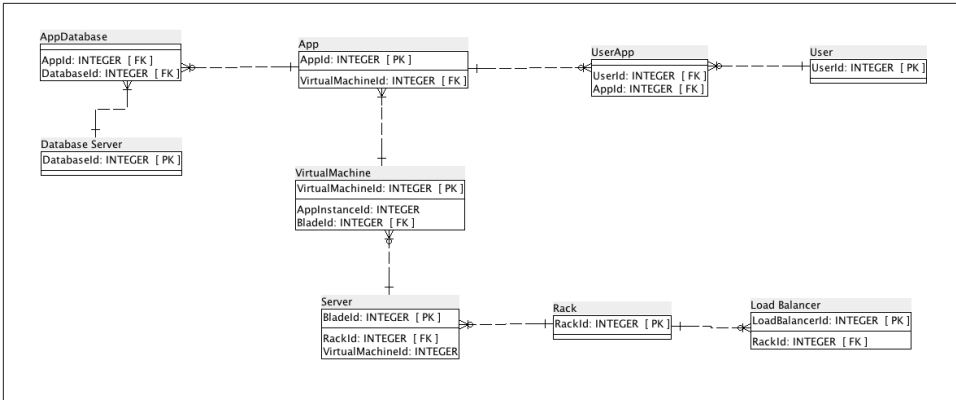 AppDatabase
AppId: INTEGER [ FK ]
DatabaseId: INTEGER [ FK ]
App
AppId: INTEGER [ PK ]
VirtualMachineId: INTEGER [ FK ]
UserApp
UserId: INTEGER [ FK ]
AppId: INTEGER [ FK ]
User
UserId: INTEGER [ PK ]
Database Server
DatabaseId: INTEGER [ PK ]
VirtualMachine
VirtualMachineId: INTEGER [ PK ]
AppInstanceId: INTEGER
BladeId: INTEGER [ FK ]
Server
BladeId: INTEGER [ PK ]
RackId: INTEGER [ FK ]
VirtualMachineId: INTEGER
Rack
RackId: INTEGER [ PK ]
Load Balancer
LoadBalancerId: INTEGER [ PK ]
RackId: INTEGER [ FK ]